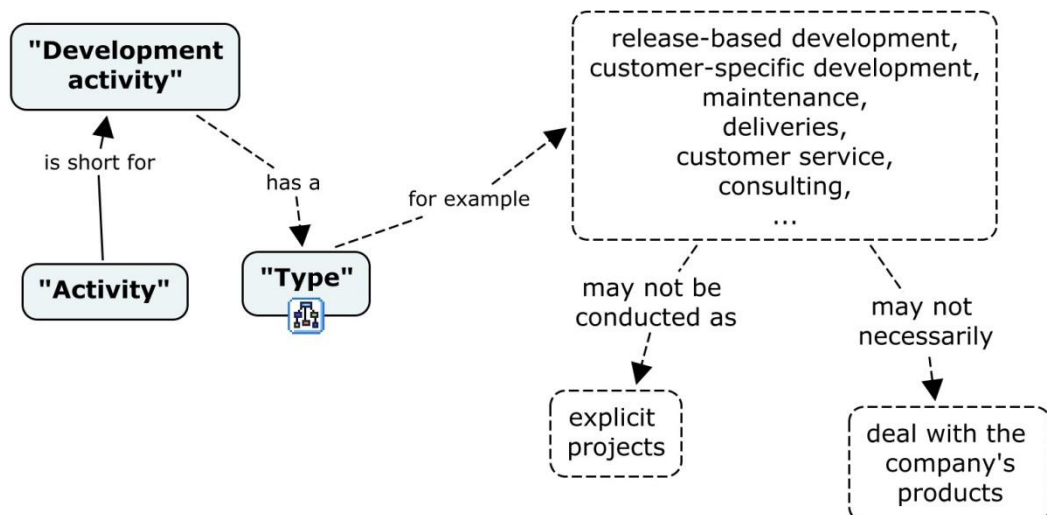 "Development
activity"
is short for
"Activity"
has a
"Type"
for example
release-based development,
customer-specific development,
maintenance,
deliveries,
customer service,
consulting,
...
may not be
conducted as
explicit
projects
may not
necessarily
deal with the
company's
products